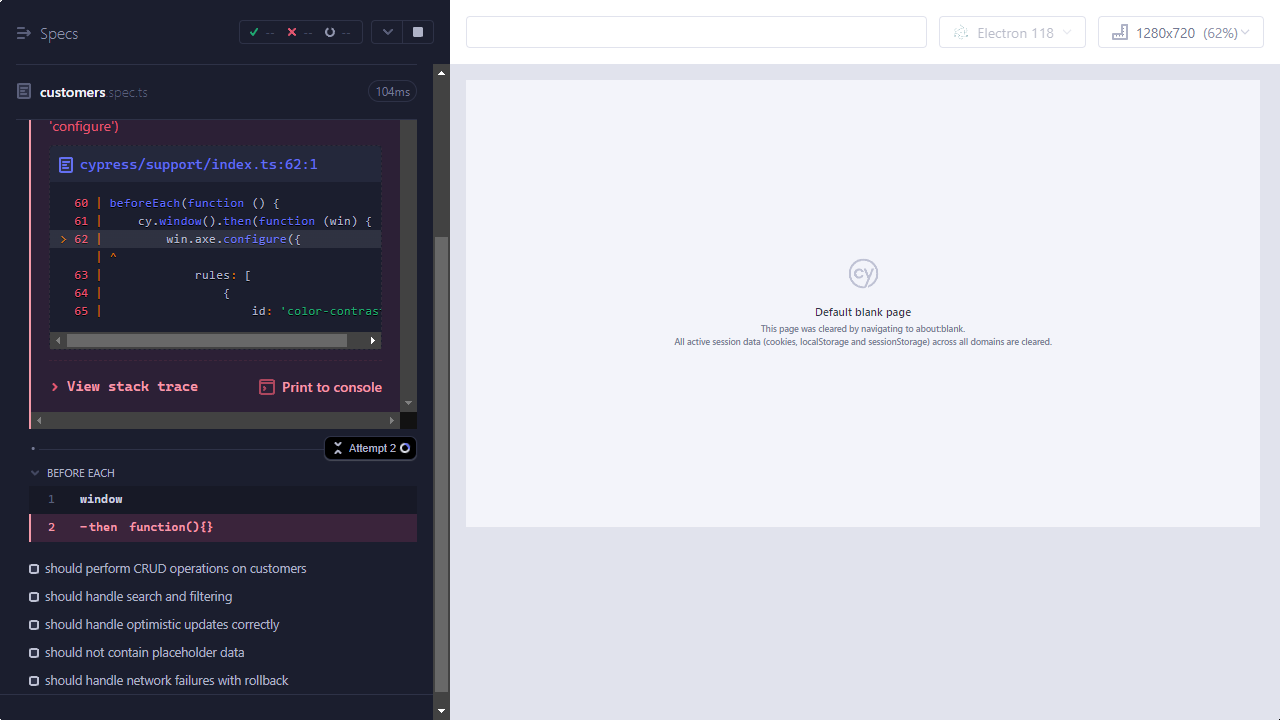 Specs
--
--
--
Electron 118
1280x720 (62%)
customers.spec.ts
104ms
'configure')
cypress/support/index.ts:62:1
60 | beforeEach(function () {
61 | cy.window().then(function (win) {
> 62 | win.axe.configure({
| ^
63 | rules: [
64 | {
65 | id: 'color-contrast
View stack trace
Print to console
Attempt 2
BEFORE EACH
1 window
2 -then function(){}
should perform CRUD operations on customers
should handle search and filtering
should handle optimistic updates correctly
should not contain placeholder data
should handle network failures with rollback
cy
Default blank page
This page was cleared by navigating to about:blank.
All active session data (cookies, localStorage and sessionStorage) across all domains are cleared.